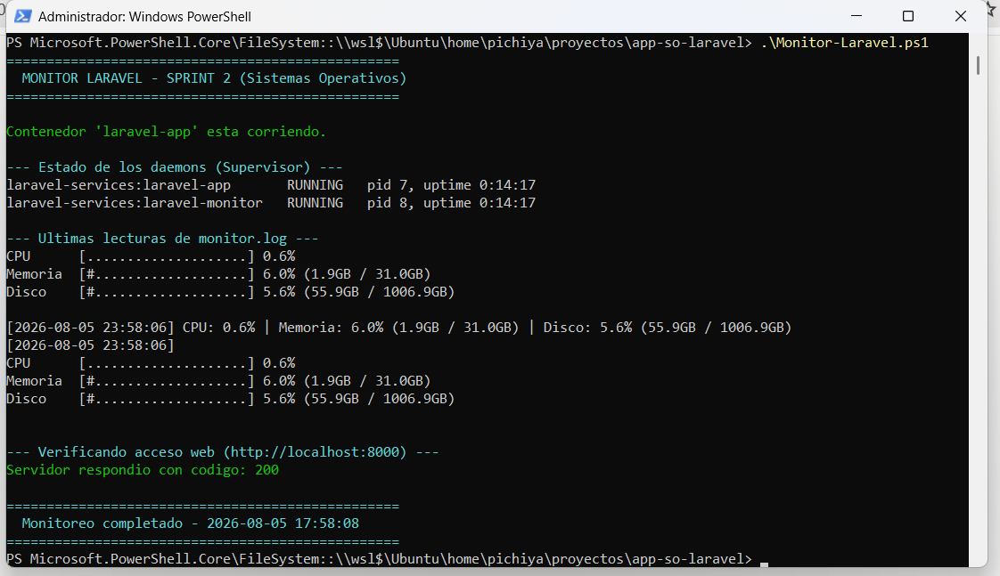 Administrador: Windows PowerShell
PS Microsoft.PowerShell.Core\FileSystem::\\wsl$\Ubuntu\home\pichiya\proyectos\app-so-laravel> .\Monitor-Laravel.ps1
=================================================
MONITOR LARAVEL - SPRINT 2 (Sistemas Operativos)
=================================================
Contenedor 'laravel-app' esta corriendo.
--- Estado de los daemons (Supervisor) ---
laravel-services:laravel-app       RUNNING   pid 7, uptime 0:14:17
laravel-services:laravel-monitor   RUNNING   pid 8, uptime 0:14:17
--- Ultimas lecturas de monitor.log ---
CPU      [....................] 0.6%
Memoria  [#...................] 6.0% (1.9GB / 31.0GB)
Disco    [#...................] 5.6% (55.9GB / 1006.9GB)
[2026-08-05 23:58:06] CPU: 0.6% | Memoria: 6.0% (1.9GB / 31.0GB) | Disco: 5.6% (55.9GB / 1006.9GB)
[2026-08-05 23:58:06]
CPU      [....................] 0.6%
Memoria  [#...................] 6.0% (1.9GB / 31.0GB)
Disco    [#...................] 5.6% (55.9GB / 1006.9GB)
--- Verificando acceso web (http://localhost:8000) ---
Servidor respondio con codigo: 200
=================================================
Monitoreo completado - 2026-08-05 17:58:08
=================================================
PS Microsoft.PowerShell.Core\FileSystem::\\wsl$\Ubuntu\home\pichiya\proyectos\app-so-laravel>